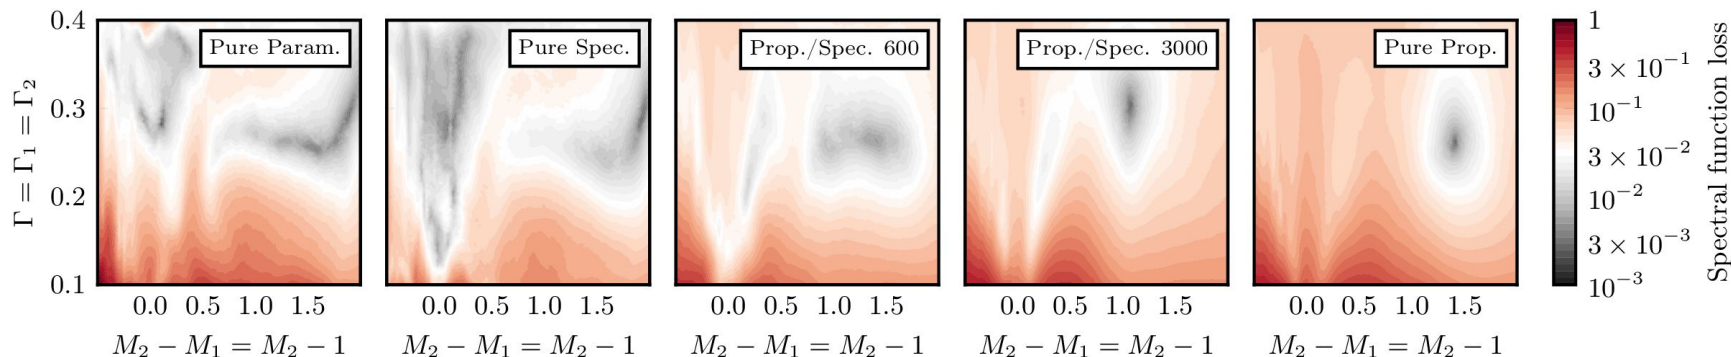 Γ = Γ₁ = Γ₂
0.4
0.3
0.2
0.1
Pure Param.
Pure Spec.
Prop./Spec. 600
Prop./Spec. 3000
Pure Prop.
1
3 × 10⁻¹
10⁻¹
3 × 10⁻²
10⁻²
3 × 10⁻³
10⁻³
Spectral function loss
0.0 0.5 1.0 1.5
0.0 0.5 1.0 1.5
0.0 0.5 1.0 1.5
0.0 0.5 1.0 1.5
0.0 0.5 1.0 1.5
M₂ − M₁ = M₂ − 1
M₂ − M₁ = M₂ − 1
M₂ − M₁ = M₂ − 1
M₂ − M₁ = M₂ − 1
M₂ − M₁ = M₂ − 1